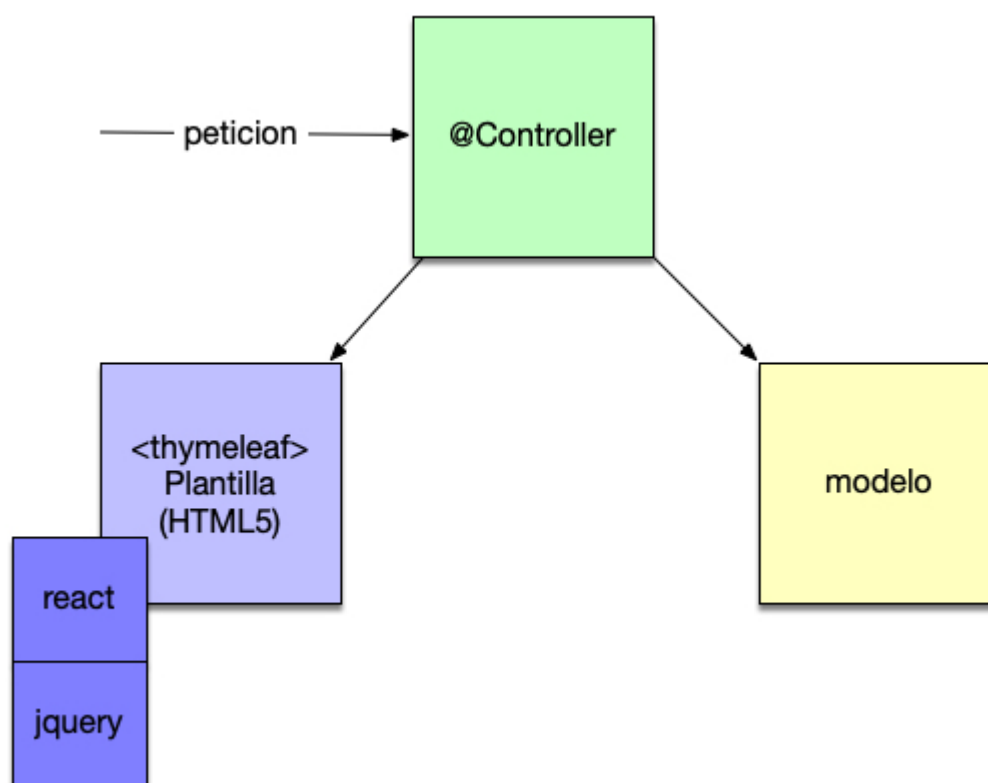 peticion
@Controller
<thymeleaf>
Plantilla
(HTML5)
modelo
react
jquery